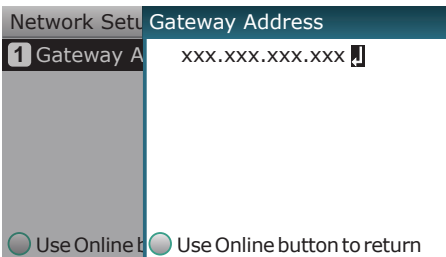 Network Setu
Gateway Address
1 Gateway A
xxx.xxx.xxx.xxx
Use Online b
Use Online button to return